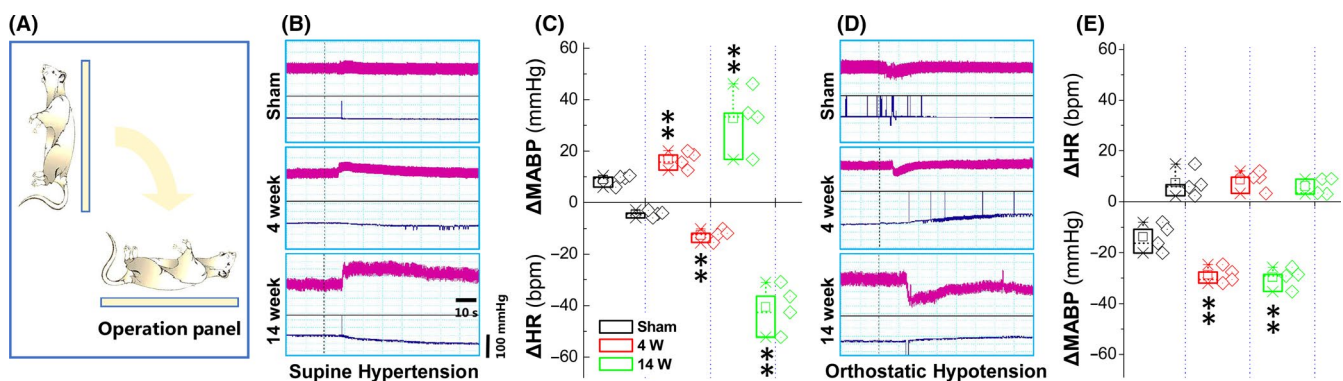 (A)
Operation panel
(B)
Sham
4 week
14 week
10 s
100 mmHg
Supine Hypertension
(C)
ΔMABP (mmHg)
ΔHR (bpm)
60
40
20
0
−20
−40
−60
**
**
**
**
Sham
4 W
14 W
(D)
Sham
4 week
14 week
Orthostatic Hypotension
(E)
ΔHR (bpm)
ΔMABP (mmHg)
60
40
20
0
−20
−40
−60
**
**